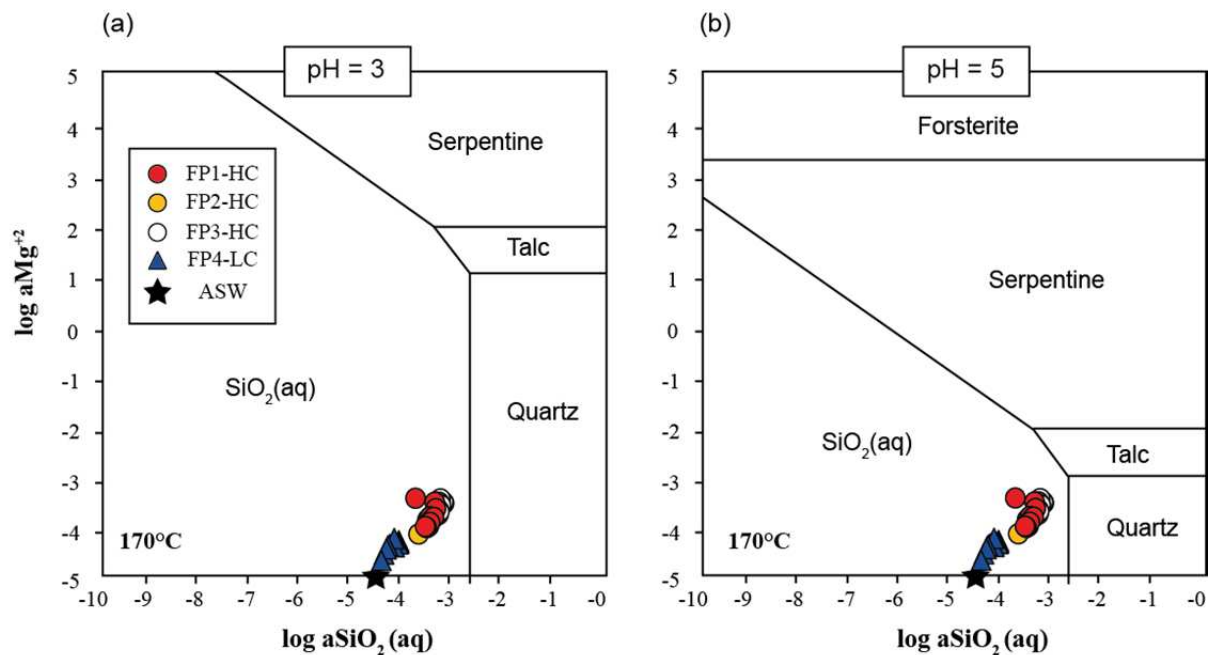 (a)
pH = 3
5
4
3
2
1
0
-1
-2
-3
-4
-5
log aMg⁺²
Serpentine
FP1-HC
FP2-HC
FP3-HC
FP4-LC
ASW
Talc
SiO₂(aq)
Quartz
170°C
-10 -9 -8 -7 -6 -5 -4 -3 -2 -1 -0
log aSiO₂ (aq)
(b)
pH = 5
5
4
3
2
1
0
-1
-2
-3
-4
-5
Forsterite
Serpentine
SiO₂(aq)
Talc
Quartz
170°C
-10 -9 -8 -7 -6 -5 -4 -3 -2 -1 -0
log aSiO₂ (aq)